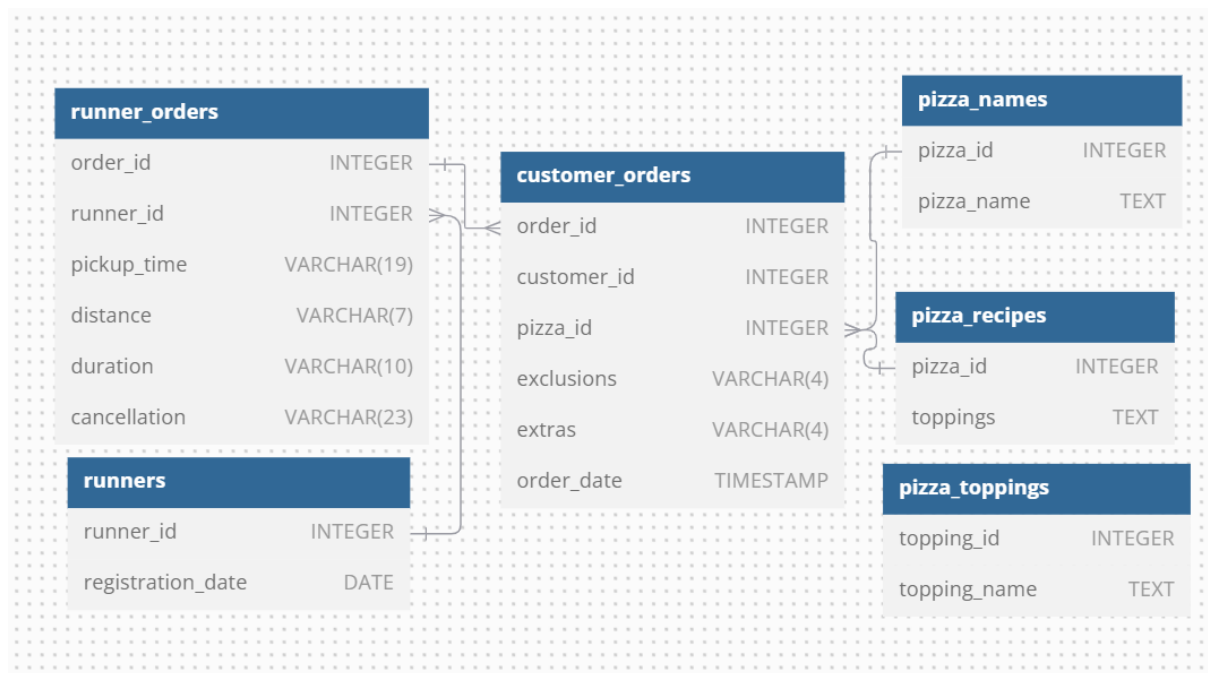 runner_orders
order_id INTEGER
runner_id INTEGER
pickup_time VARCHAR(19)
distance VARCHAR(7)
duration VARCHAR(10)
cancellation VARCHAR(23)
runners
runner_id INTEGER
registration_date DATE
customer_orders
order_id INTEGER
customer_id INTEGER
pizza_id INTEGER
exclusions VARCHAR(4)
extras VARCHAR(4)
order_date TIMESTAMP
pizza_names
pizza_id INTEGER
pizza_name TEXT
pizza_recipes
pizza_id INTEGER
toppings TEXT
pizza_toppings
topping_id INTEGER
topping_name TEXT